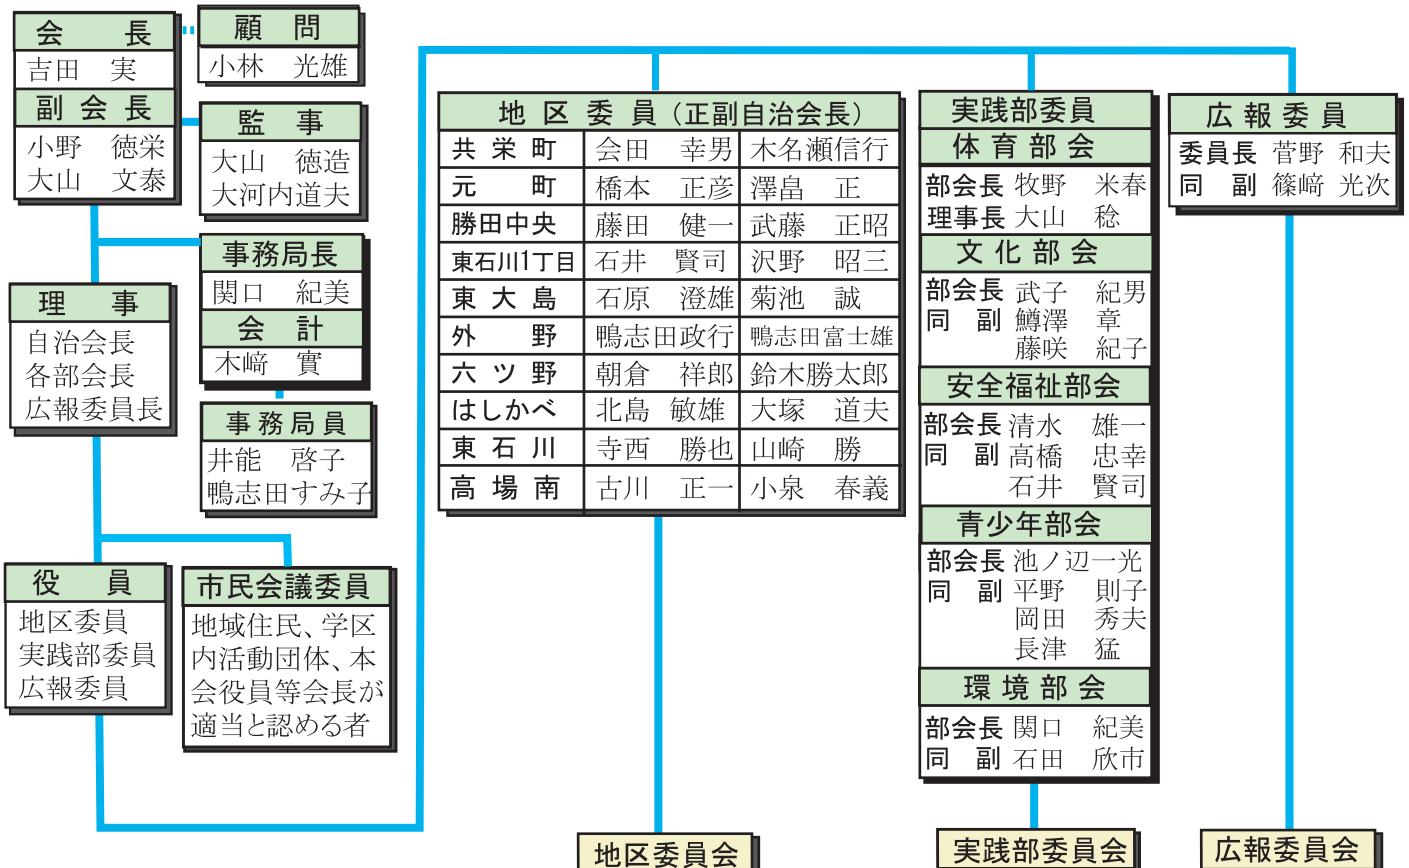 会　長
吉田　実
副会長
小野　徳栄
大山　文泰
顧　問
小林　光雄
監　事
大山　徳造
大河内道夫
事務局長
関口　紀美
会　計
木﨑　實
事務局員
井能　啓子
鴨志田すみ子
理　事
自治会長
各部会長
広報委員長
役　員
地区委員
実践部委員
広報委員
市民会議委員
地域住民、学区
内活動団体、本
会役員等会長が
適当と認める者
地区委員（正副自治会長）
共栄町　会田　幸男　木名瀬信行
元　町　橋本　正彦　澤畠　正
勝田中央　藤田　健一　武藤　正昭
東石川1丁目　石井　賢司　沢野　昭三
東大島　石原　澄雄　菊池　誠
外　野　鴨志田政行　鴨志田富士雄
六ツ野　朝倉　祥郎　鈴木勝太郎
はしかべ　北島　敏雄　大塚　道夫
東石川　寺西　勝也　山崎　勝
高場南　古川　正一　小泉　春義
地区委員会
実践部委員
体育部会
部会長 牧野　米春
理事長 大山　稔
文化部会
部会長 武子　紀男
同　副 鱒澤　章
藤咲　紀子
安全福祉部会
部会長 清水　雄一
同　副 高橋　忠幸
石井　賢司
青少年部会
部会長 池ノ辺一光
同　副 平野　則子
岡田　秀夫
長津　猛
環境部会
部会長 関口　紀美
同　副 石田　欣市
実践部委員会
広報委員
委員長 菅野 和夫
同　副 篠﨑 光次
広報委員会